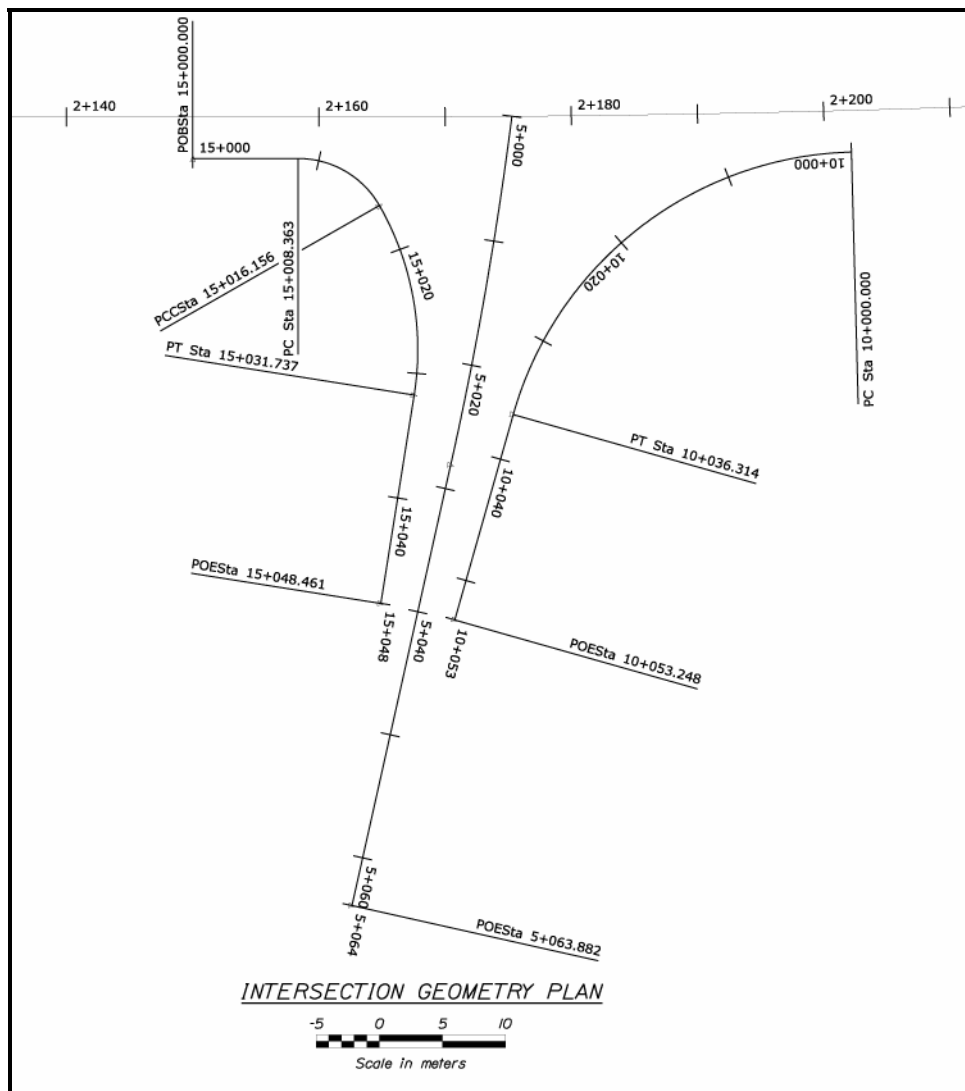 POBSta 15+000.000
2+140
2+160
2+180
2+200
15+000
5+000
10+000
PCCSta 15+016.156
PC Sta 15+008.363
15+020
10+020
PC Sta 10+000.000
PT Sta 15+031.737
5+020
PT Sta 10+036.314
10+040
15+040
POESta 15+048.461
15+048
5+040
10+053
POESta 10+053.248
5+060
5+064
POESta 5+063.882
INTERSECTION GEOMETRY PLAN
-5 0 5 10
Scale in meters